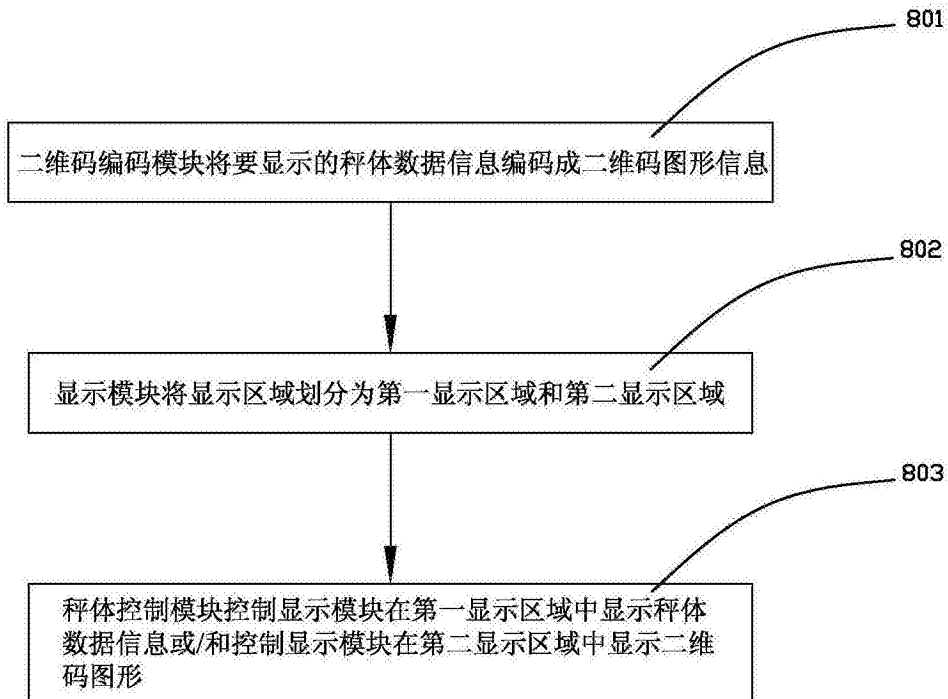 801
二维码编码模块将要显示的秤体数据信息编码成二维码图形信息
802
显示模块将显示区域划分为第一显示区域和第二显示区域
803
秤体控制模块控制显示模块在第一显示区域中显示秤体
数据信息或/和控制显示模块在第二显示区域中显示二维
码图形